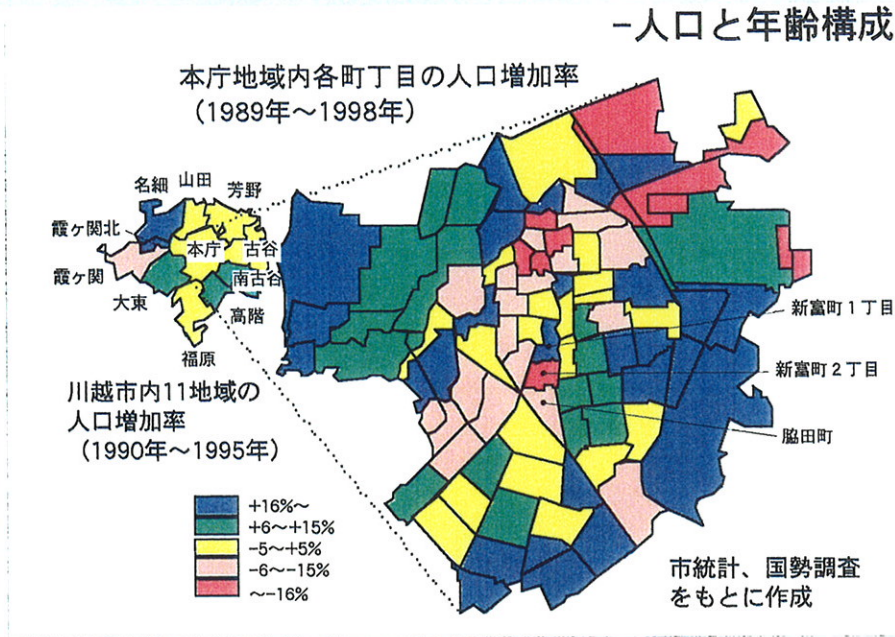 -人口と年齢構成
本庁地域内各町丁目の人口増加率
(1989年〜1998年)
名細
山田
芳野
霞ヶ関北
本庁
古谷
霞ヶ関
南古谷
大東
高階
福原
新富町1丁目
新富町2丁目
脇田町
川越市内11地域の
人口増加率
(1990年〜1995年)
+16%〜
+6〜+15%
-5〜+5%
-6〜-15%
〜-16%
市統計、国勢調査
をもとに作成